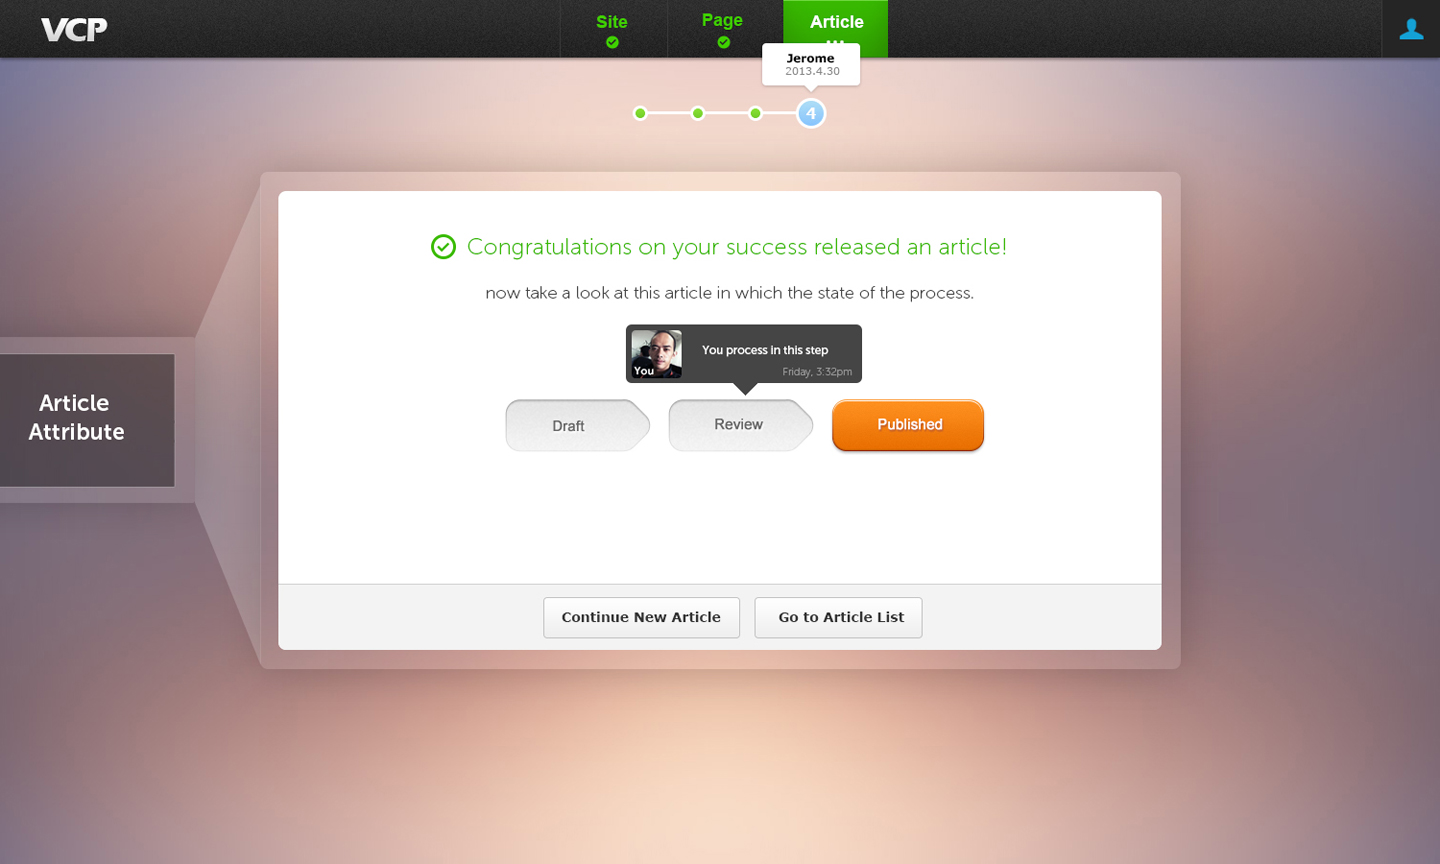 VCP
Site
Page
Article
Jerome
2013.4.30
4
Congratulations on your success released an article!
now take a look at this article in which the state of the process.
You process in this step
You
Friday, 3:32pm
Draft
Review
Published
Article
Attribute
Continue New Article
Go to Article List